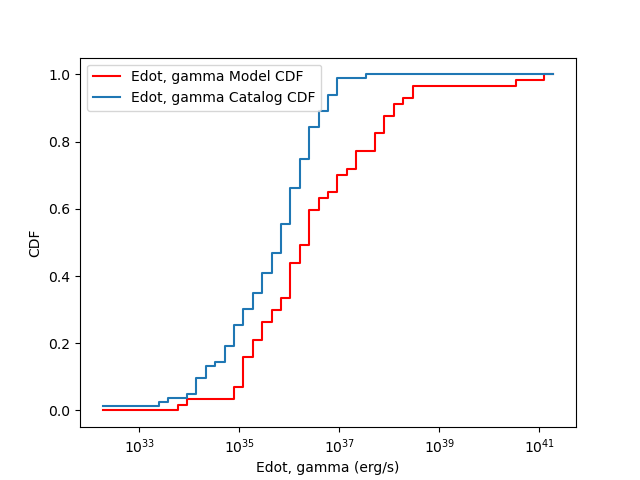 Edot, gamma Model CDF
Edot, gamma Catalog CDF
1.0
0.8
0.6
0.4
0.2
0.0
CDF
10^33 10^35 10^37 10^39 10^41
Edot, gamma (erg/s)